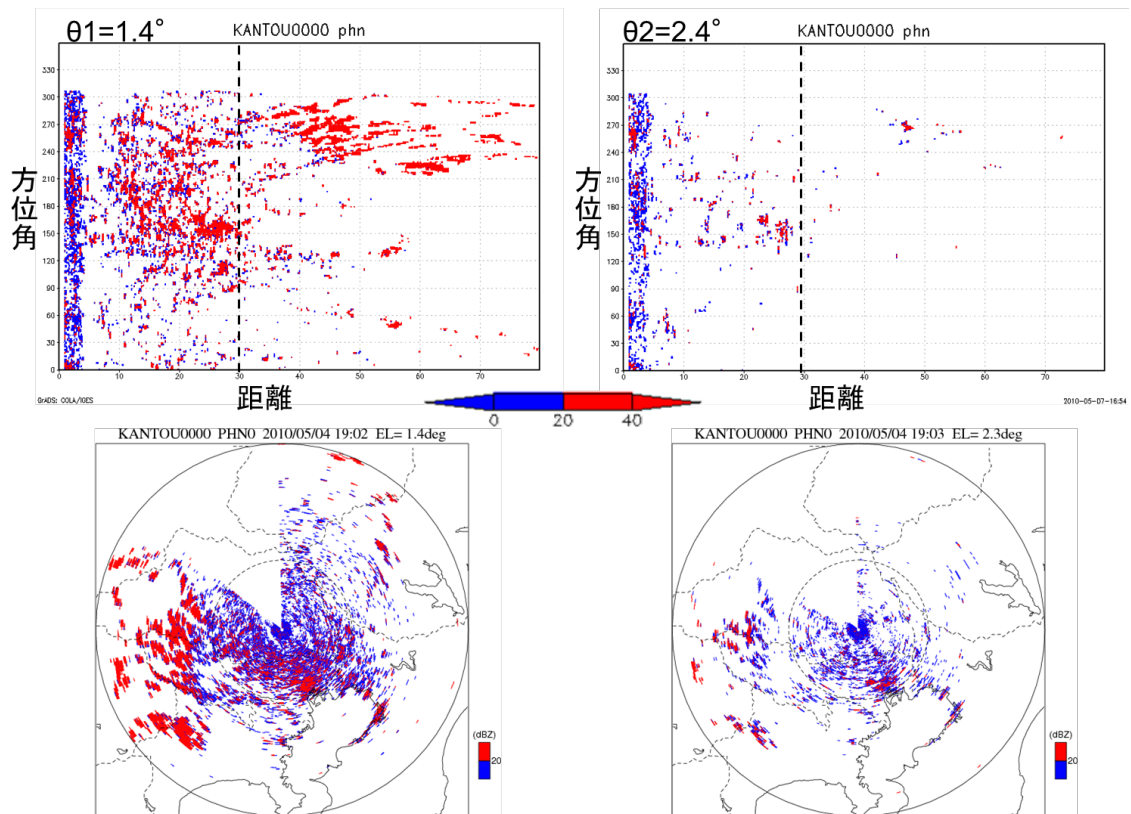 θ1=1.4°
KANTOU0000 phn
330
300
270
240
210
180
150
120
90
60
30
0
方位角
0 10 20 30 40 50 60 70
距離
GrADS: COLA/IGES
θ2=2.4°
KANTOU0000 phn
330
300
270
240
210
180
150
120
90
60
30
0
方位角
0 10 20 30 40 50 60 70
距離
2010-05-07-16:54
0 20 40
KANTOU0000 PHN0 2010/05/04 19:02 EL= 1.4deg
(dBZ)
20
KANTOU0000 PHN0 2010/05/04 19:03 EL= 2.3deg
(dBZ)
20